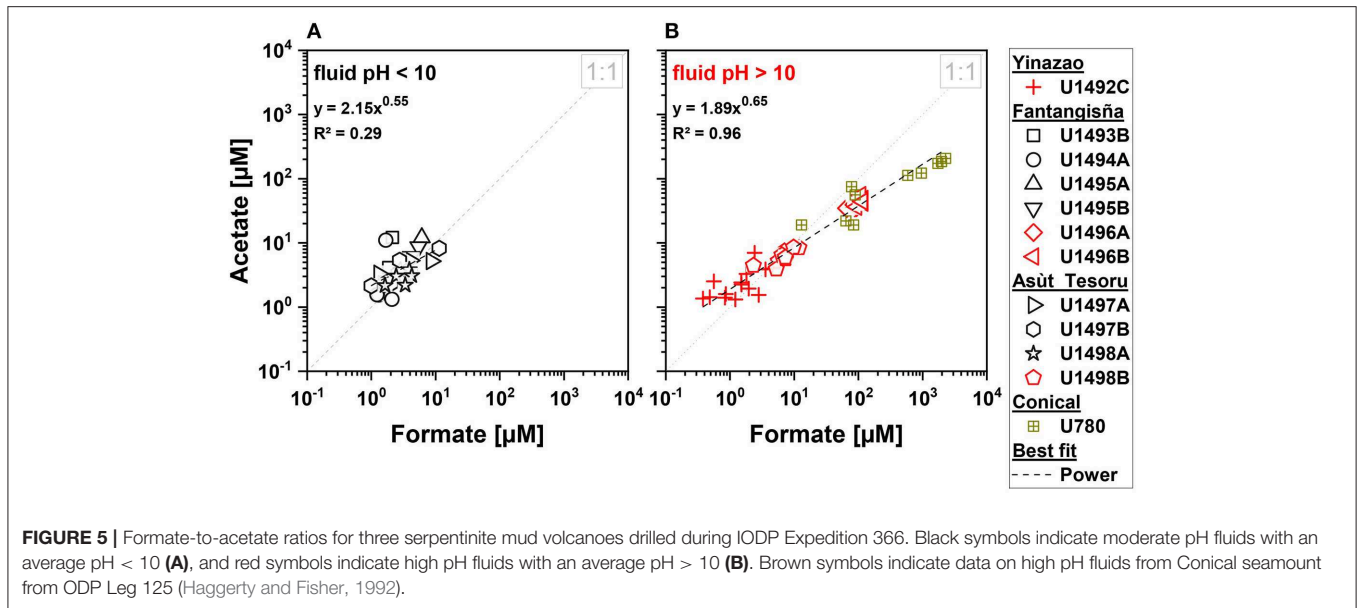 A
B
Acetate [µM]
10⁴
10³
10²
10¹
10⁰
10⁻¹
fluid pH < 10
1:1
y = 2.15x^0.55
R² = 0.29
10⁻¹ 10⁰ 10¹ 10² 10³ 10⁴
Formate [µM]
fluid pH > 10
1:1
y = 1.89x^0.65
R² = 0.96
10⁻¹ 10⁰ 10¹ 10² 10³ 10⁴
Formate [µM]
Yinazao
U1492C
Fantangisña
U1493B
U1494A
U1495A
U1495B
U1496A
U1496B
Asùt Tesoru
U1497A
U1497B
U1498A
U1498B
Conical
U780
Best fit
Power
FIGURE 5 | Formate-to-acetate ratios for three serpentinite mud volcanoes drilled during IODP Expedition 366. Black symbols indicate moderate pH fluids with an
average pH < 10 (A), and red symbols indicate high pH fluids with an average pH > 10 (B). Brown symbols indicate data on high pH fluids from Conical seamount
from ODP Leg 125 (Haggerty and Fisher, 1992).